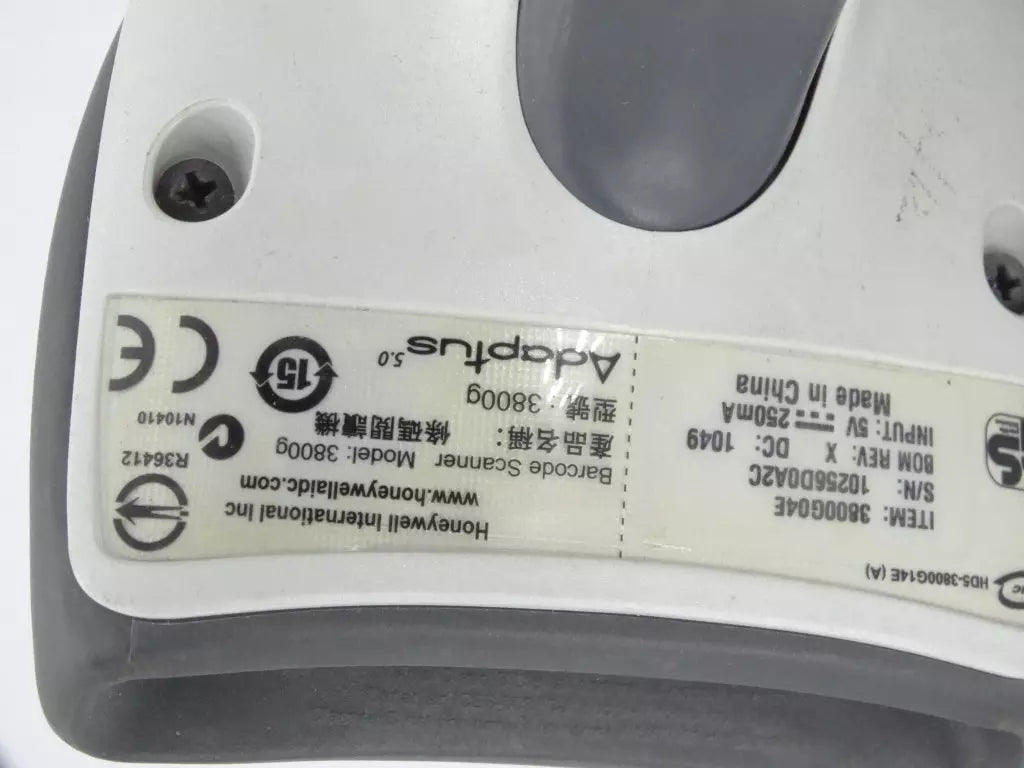 HD5-3800G14E (A)
ITEM: 3800G04E
S/N: 10256D0A2C
BOM REV: X DC: 1049
INPUT: 5V ⎓ 250mA
Made in China
Honeywell International Inc
www.honeywellaidc.com
Barcode Scanner Model: 3800g
產品名稱: 條碼閱讀機
型號: 3800g
Adaptus 5.0
R36412
N10410
15
CE